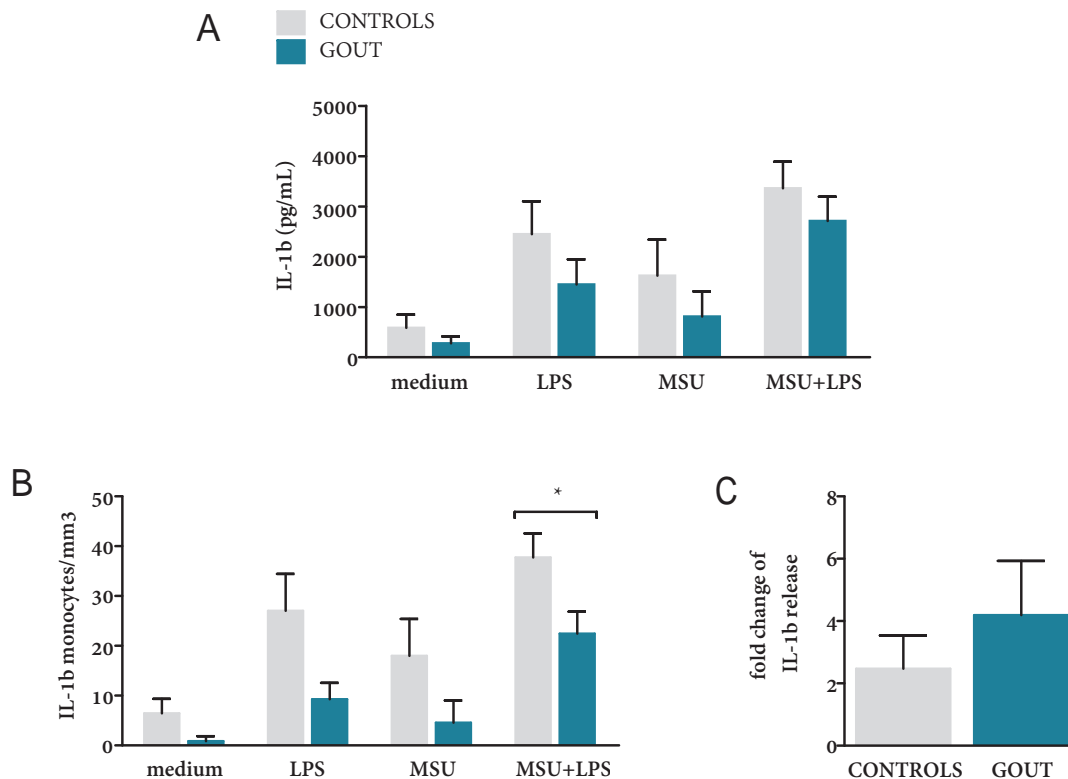 A
CONTROLS
GOUT
IL-1b (pg/mL)
5000
4000
3000
2000
1000
0
medium LPS MSU MSU+LPS
B
IL-1b monocytes/mm3
50
40
30
20
10
0
*
medium LPS MSU MSU+LPS
C
fold change of
IL-1b release
8
6
4
2
0
CONTROLS GOUT